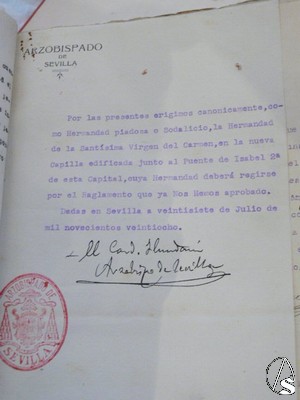 ARZOBISPADO
DE
SEVILLA
Por las presentes erigimos canonicamente, co-
mo Hermandad piadosa o Sodalicio, la Hermandad
de la Santísima Virgen del Carmen, en la nueva
Capilla edificada junto al Puente de Isabel 2ª
de esta Capital, cuya Hermandad deberá regirse
por el Reglamento que ya Nos Hemos aprobado.
Dadas en Sevilla a veintisiete de Julio de
mil novecientos veintiocho.
El Card. Ilundain
Arzobispo de Sevilla
SEVILLA